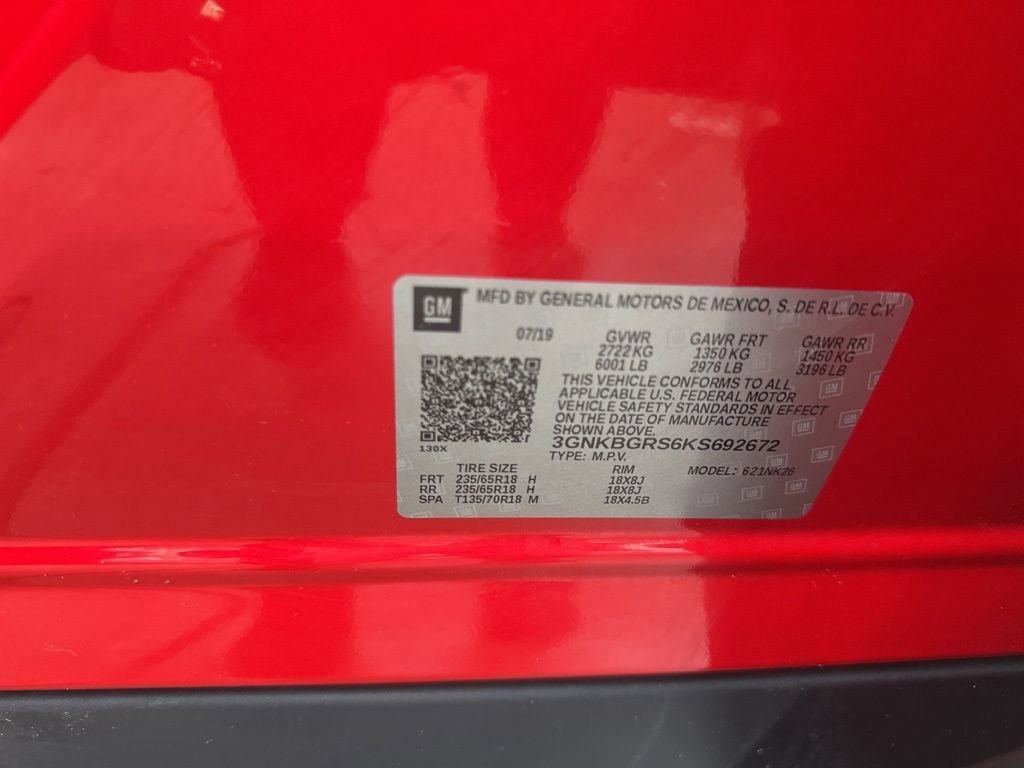 GM MFD BY GENERAL MOTORS DE MEXICO, S. DE R.L. DE C.V.
07/19 GVWR GAWR FRT GAWR RR
2722 KG 1350 KG 1450 KG
6001 LB 2976 LB 3196 LB
THIS VEHICLE CONFORMS TO ALL
APPLICABLE U.S. FEDERAL MOTOR
VEHICLE SAFETY STANDARDS IN EFFECT
ON THE DATE OF MANUFACTURE
SHOWN ABOVE.
3GNKBGRS6KS692672
130X
TYPE: M.P.V. MODEL: 621NK26
TIRE SIZE RIM
FRT 235/65R18 H 18X8J
RR 235/65R18 H 18X8J
SPA T135/70R18 M 18X4.5B